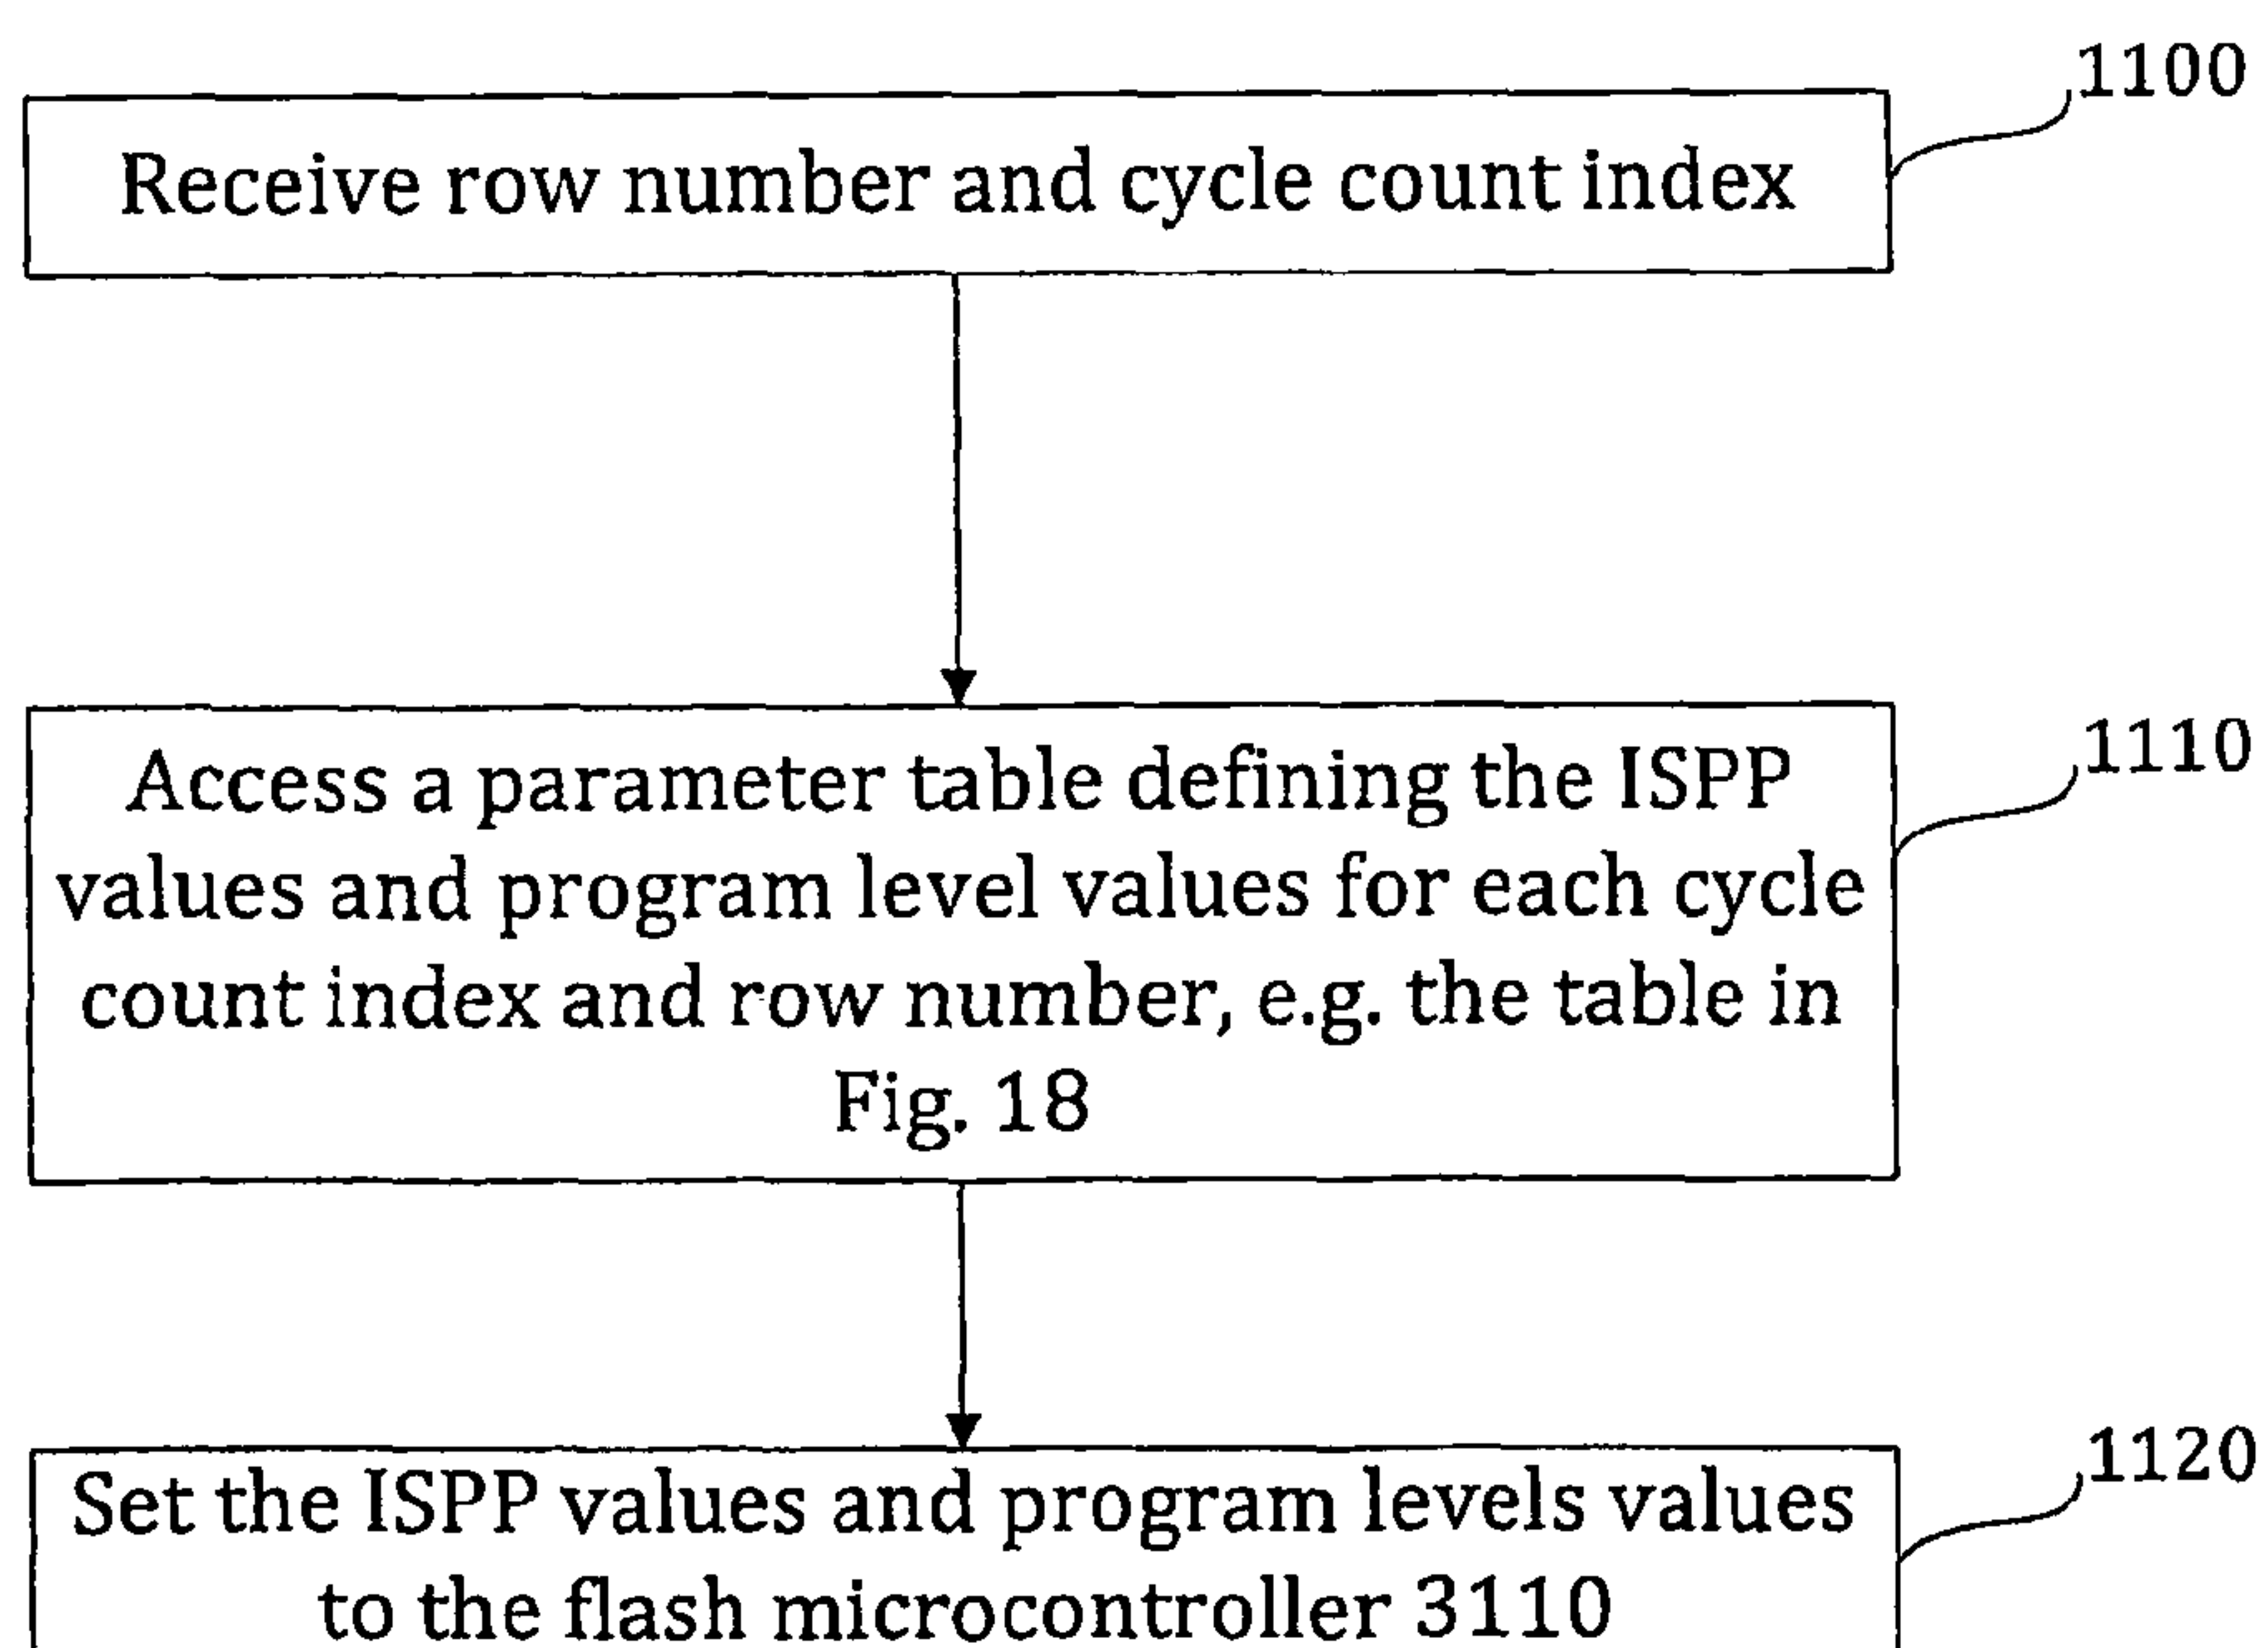 1100
Receive row number and cycle count index
1110
Access a parameter table defining the ISPP
values and program level values for each cycle
count index and row number, e.g. the table in
Fig. 18
1120
Set the ISPP values and program levels values
to the flash microcontroller 3110